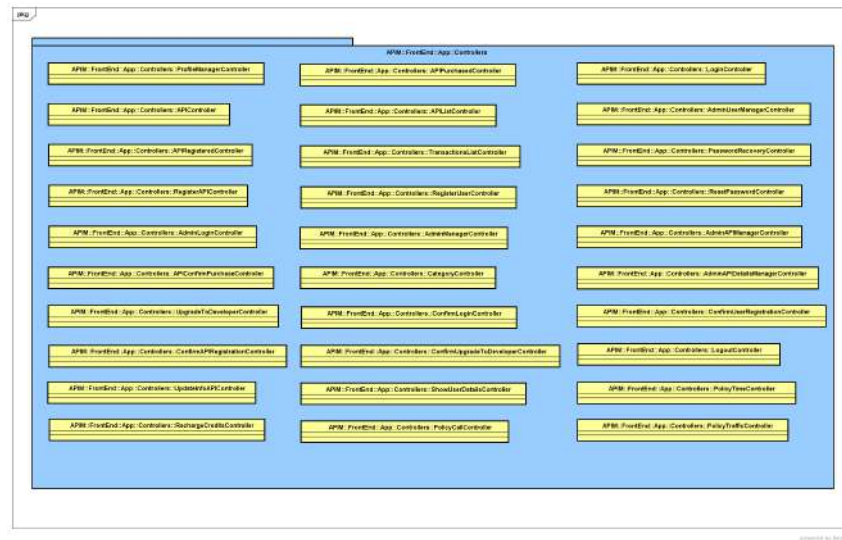 pkg
APIM::FrontEnd::App::Controllers
APIM::FrontEnd::App::Controllers::ProfileManagerController
APIM::FrontEnd::App::Controllers::APIPurchasedController
APIM::FrontEnd::App::Controllers::LoginController
APIM::FrontEnd::App::Controllers::APIController
APIM::FrontEnd::App::Controllers::APIListController
APIM::FrontEnd::App::Controllers::AdminUserManagerController
APIM::FrontEnd::App::Controllers::APIRegisteredController
APIM::FrontEnd::App::Controllers::TransactionsListController
APIM::FrontEnd::App::Controllers::PasswordRecoveryController
APIM::FrontEnd::App::Controllers::RegisterAPIController
APIM::FrontEnd::App::Controllers::RegisterUserController
APIM::FrontEnd::App::Controllers::ResetPasswordController
APIM::FrontEnd::App::Controllers::AdminLoginController
APIM::FrontEnd::App::Controllers::AdminManagerController
APIM::FrontEnd::App::Controllers::AdminAPIManagerController
APIM::FrontEnd::App::Controllers::APIConfirmPurchaseController
APIM::FrontEnd::App::Controllers::CategoryController
APIM::FrontEnd::App::Controllers::AdminAPIDetailsManagerController
APIM::FrontEnd::App::Controllers::UpgradeToDeveloperController
APIM::FrontEnd::App::Controllers::ConfirmLoginController
APIM::FrontEnd::App::Controllers::ConfirmUserRegistrationController
APIM::FrontEnd::App::Controllers::ConfirmAPIRegistrationController
APIM::FrontEnd::App::Controllers::ConfirmUpgradeToDeveloperController
APIM::FrontEnd::App::Controllers::LogoutController
APIM::FrontEnd::App::Controllers::UpdateInfoAPIController
APIM::FrontEnd::App::Controllers::ShowUserDetailsController
APIM::FrontEnd::App::Controllers::PolicyTimeController
APIM::FrontEnd::App::Controllers::RechargeCreditsController
APIM::FrontEnd::App::Controllers::PolicyCallController
APIM::FrontEnd::App::Controllers::PolicyTrafficController
powered by